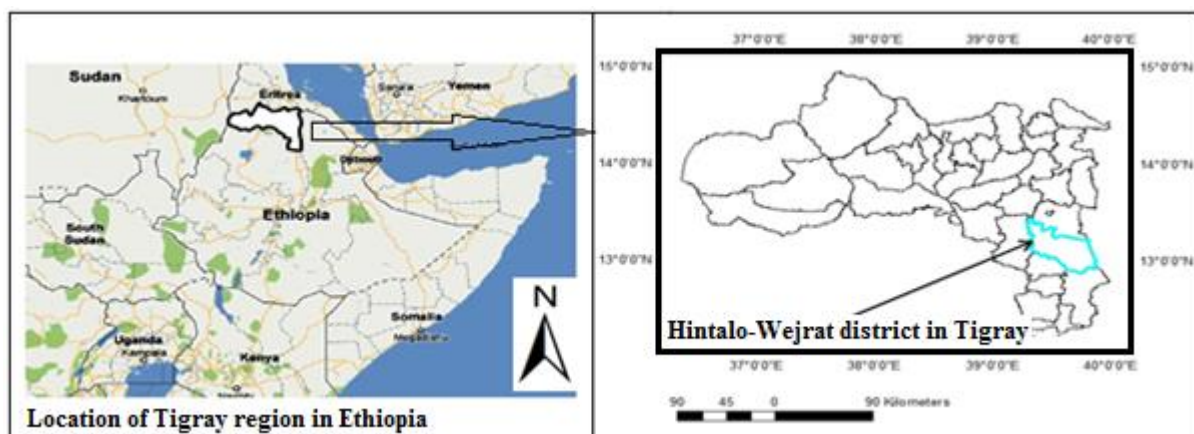 Sudan
Khartoum
Eritrea
Sana'a
Yemen
Djibouti
Ethiopia
South
Sudan
Somalia
Mogadishu
Uganda
Kampala
Kenya
N
Location of Tigray region in Ethiopia
37°0'0"E 38°0'0"E 39°0'0"E 40°0'0"E
15°0'0"N 15°0'0"N
14°0'0"N 14°0'0"N
13°0'0"N 13°0'0"N
Hintalo-Wejrat district in Tigray
37°0'0"E 38°0'0"E 39°0'0"E 40°0'0"E
90 45 0 90 Kilometers